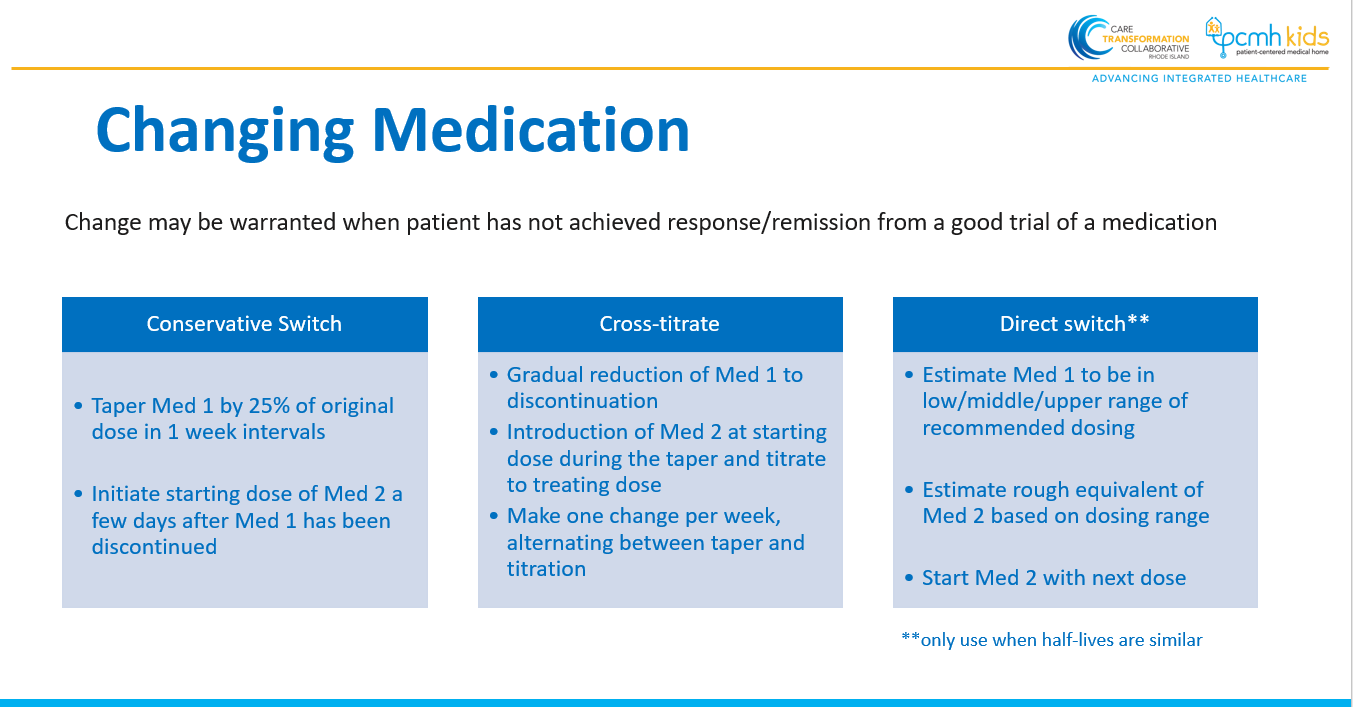 CARE
TRANSFORMATION
COLLABORATIVE
RHODE ISLAND
pcmh kids
patient-centered medical home
ADVANCING INTEGRATED HEALTHCARE
Changing Medication
Change may be warranted when patient has not achieved response/remission from a good trial of a medication
Conservative Switch
• Taper Med 1 by 25% of original
dose in 1 week intervals
• Initiate starting dose of Med 2 a
few days after Med 1 has been
discontinued
Cross-titrate
• Gradual reduction of Med 1 to
discontinuation
• Introduction of Med 2 at starting
dose during the taper and titrate
to treating dose
• Make one change per week,
alternating between taper and
titration
Direct switch**
• Estimate Med 1 to be in
low/middle/upper range of
recommended dosing
• Estimate rough equivalent of
Med 2 based on dosing range
• Start Med 2 with next dose
**only use when half-lives are similar